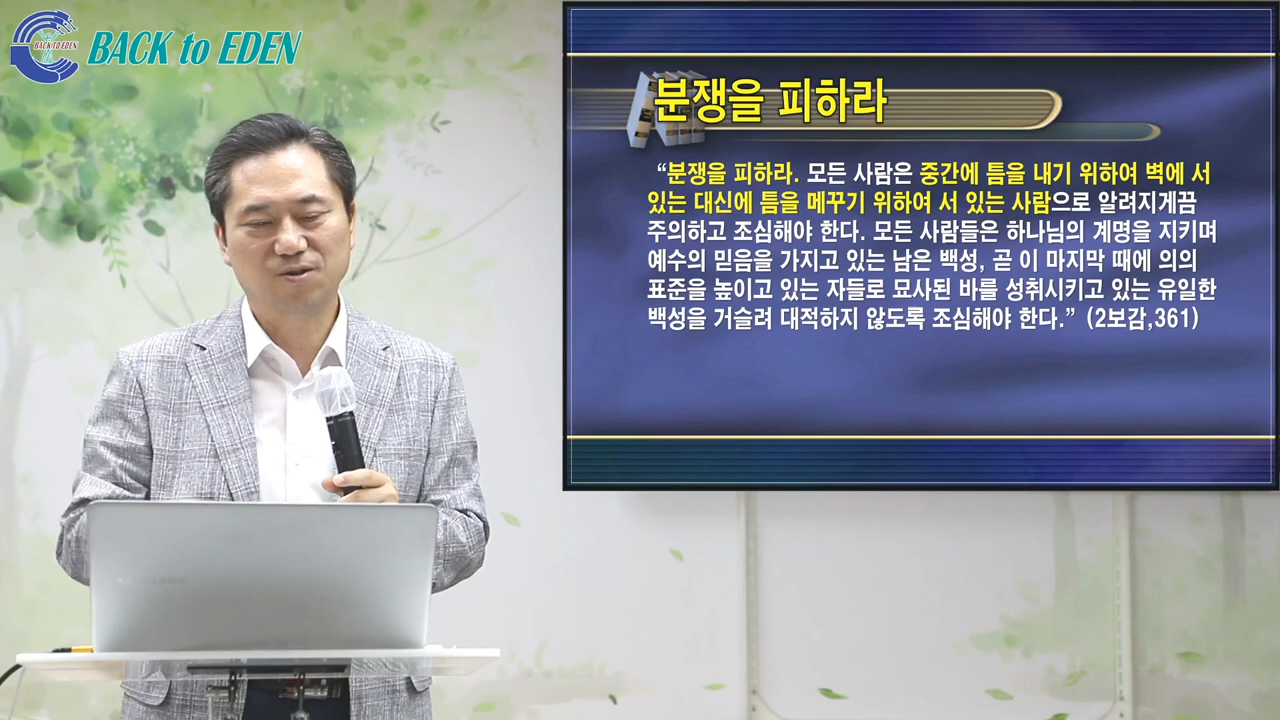 BACK TO EDEN
BACK to EDEN
분쟁을 피하라
“분쟁을 피하라. 모든 사람은 중간에 틈을 내기 위하여 벽에 서
있는 대신에 틈을 메꾸기 위하여 서 있는 사람으로 알려지게끔
주의하고 조심해야 한다. 모든 사람들은 하나님의 계명을 지키며
예수의 믿음을 가지고 있는 남은 백성, 곧 이 마지막 때에 의의
표준을 높이고 있는 자들로 묘사된 바를 성취시키고 있는 유일한
백성을 거슬려 대적하지 않도록 조심해야 한다.” (2보감,361)